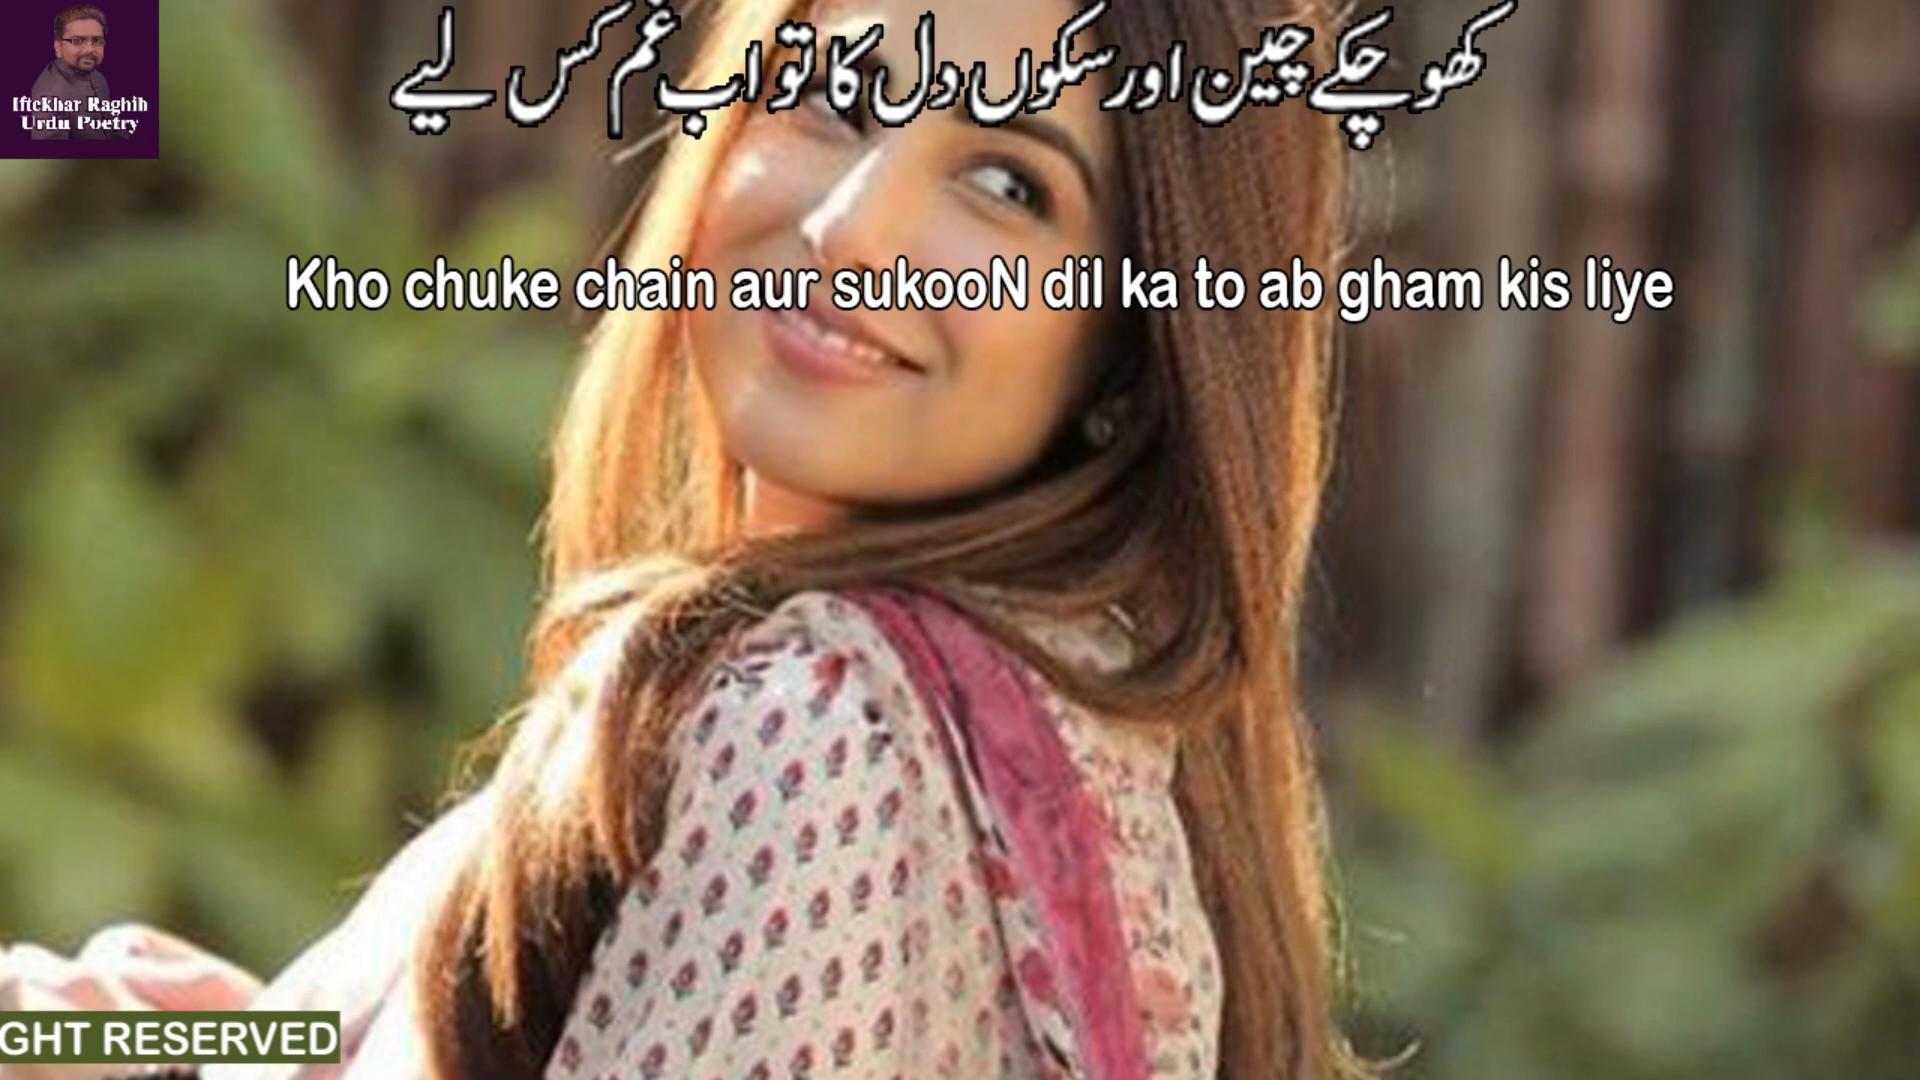 Iftekhar Raghib
Urdu Poetry
کھو چکے چین اور سکوں دل کا تو اب غم کس لیے
Kho chuke chain aur sukooN dil ka to ab gham kis liye
GHT RESERVED